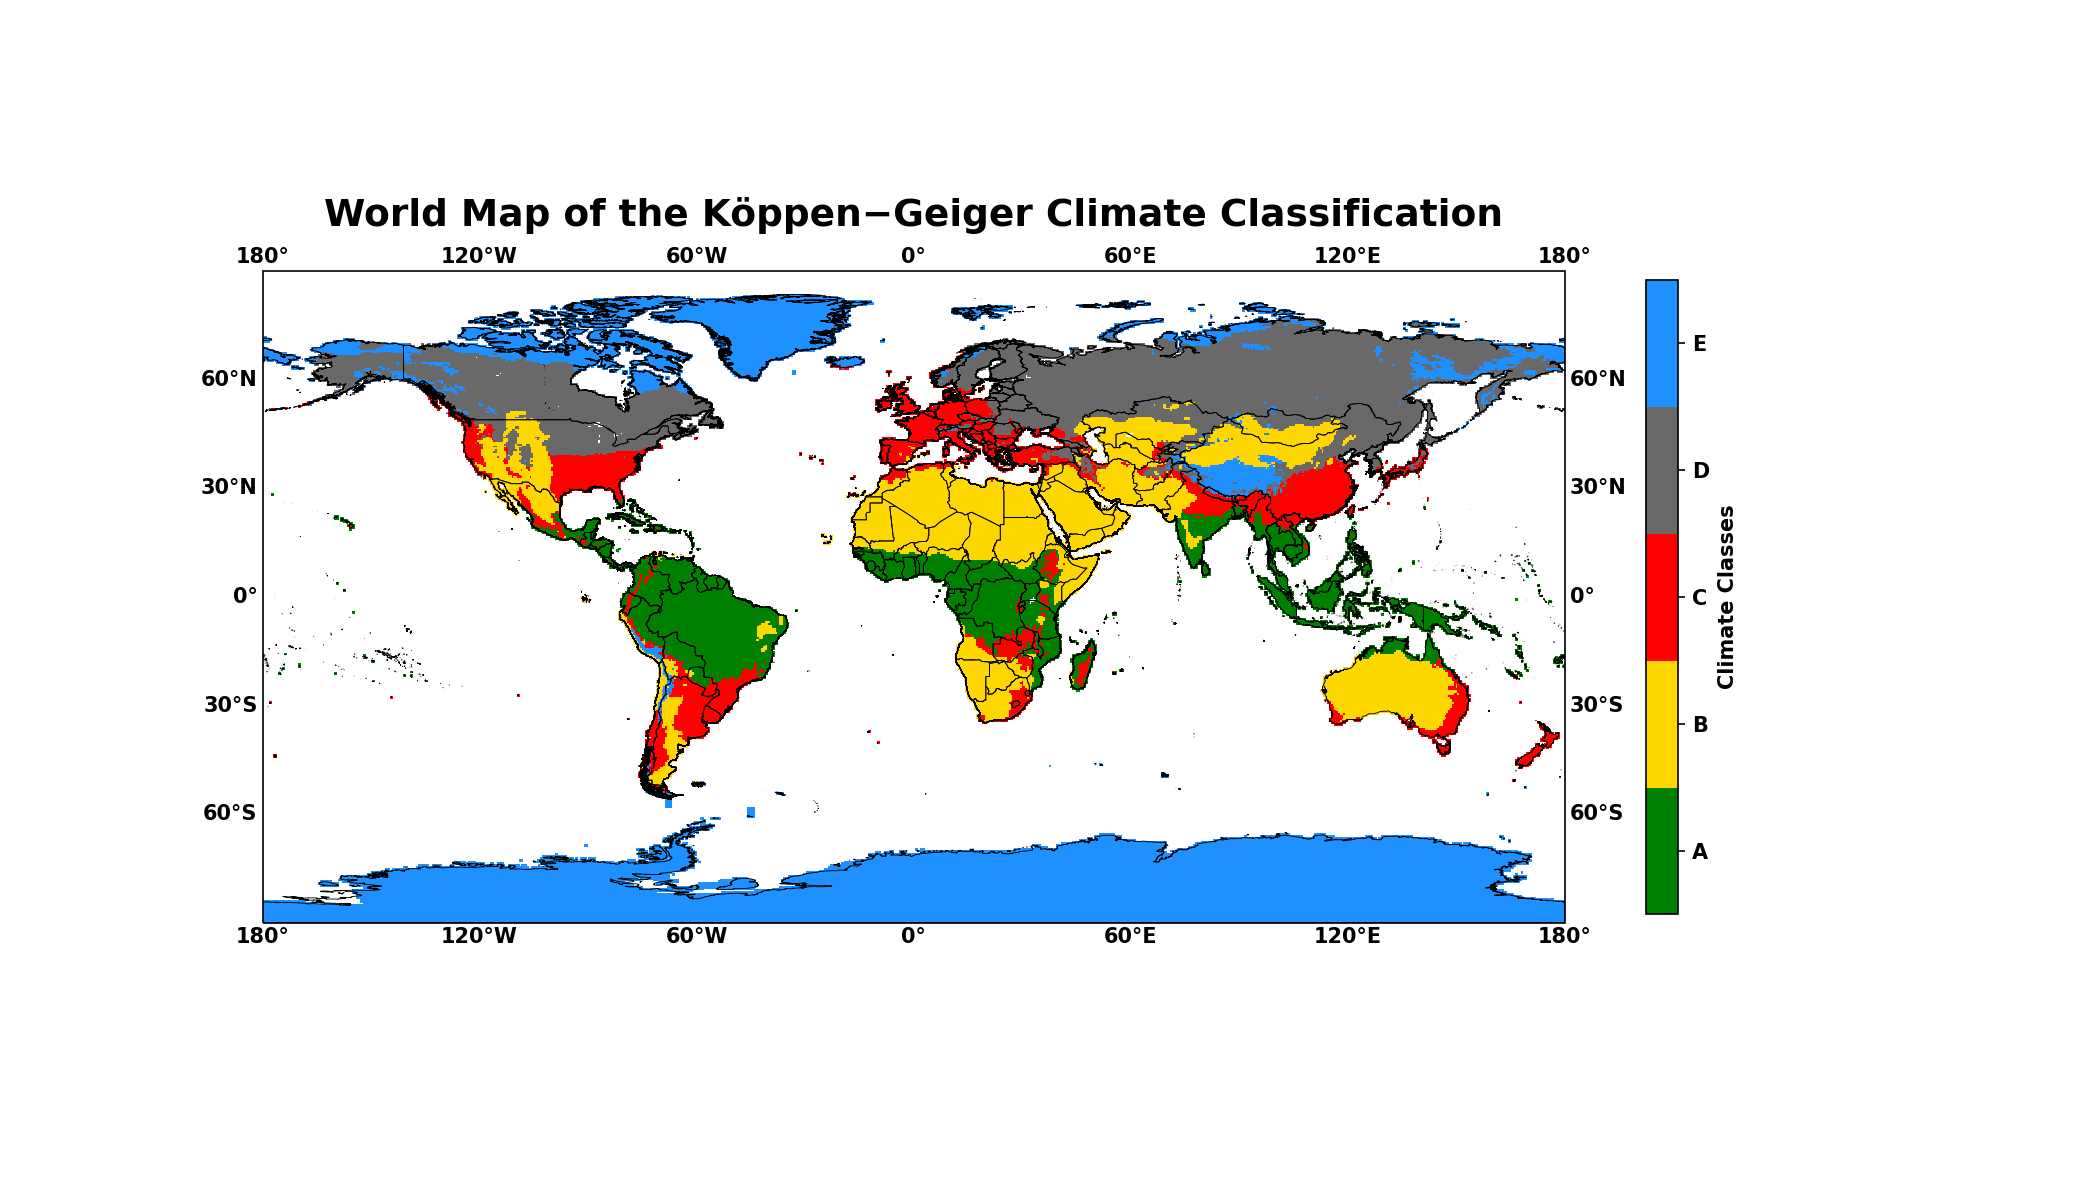 World Map of the Köppen−Geiger Climate Classification
180° 120°W 60°W 0° 60°E 120°E 180°
60°N 60°N
30°N 30°N
0° 0°
30°S 30°S
60°S 60°S
180° 120°W 60°W 0° 60°E 120°E 180°
E
D
C
B
A
Climate Classes